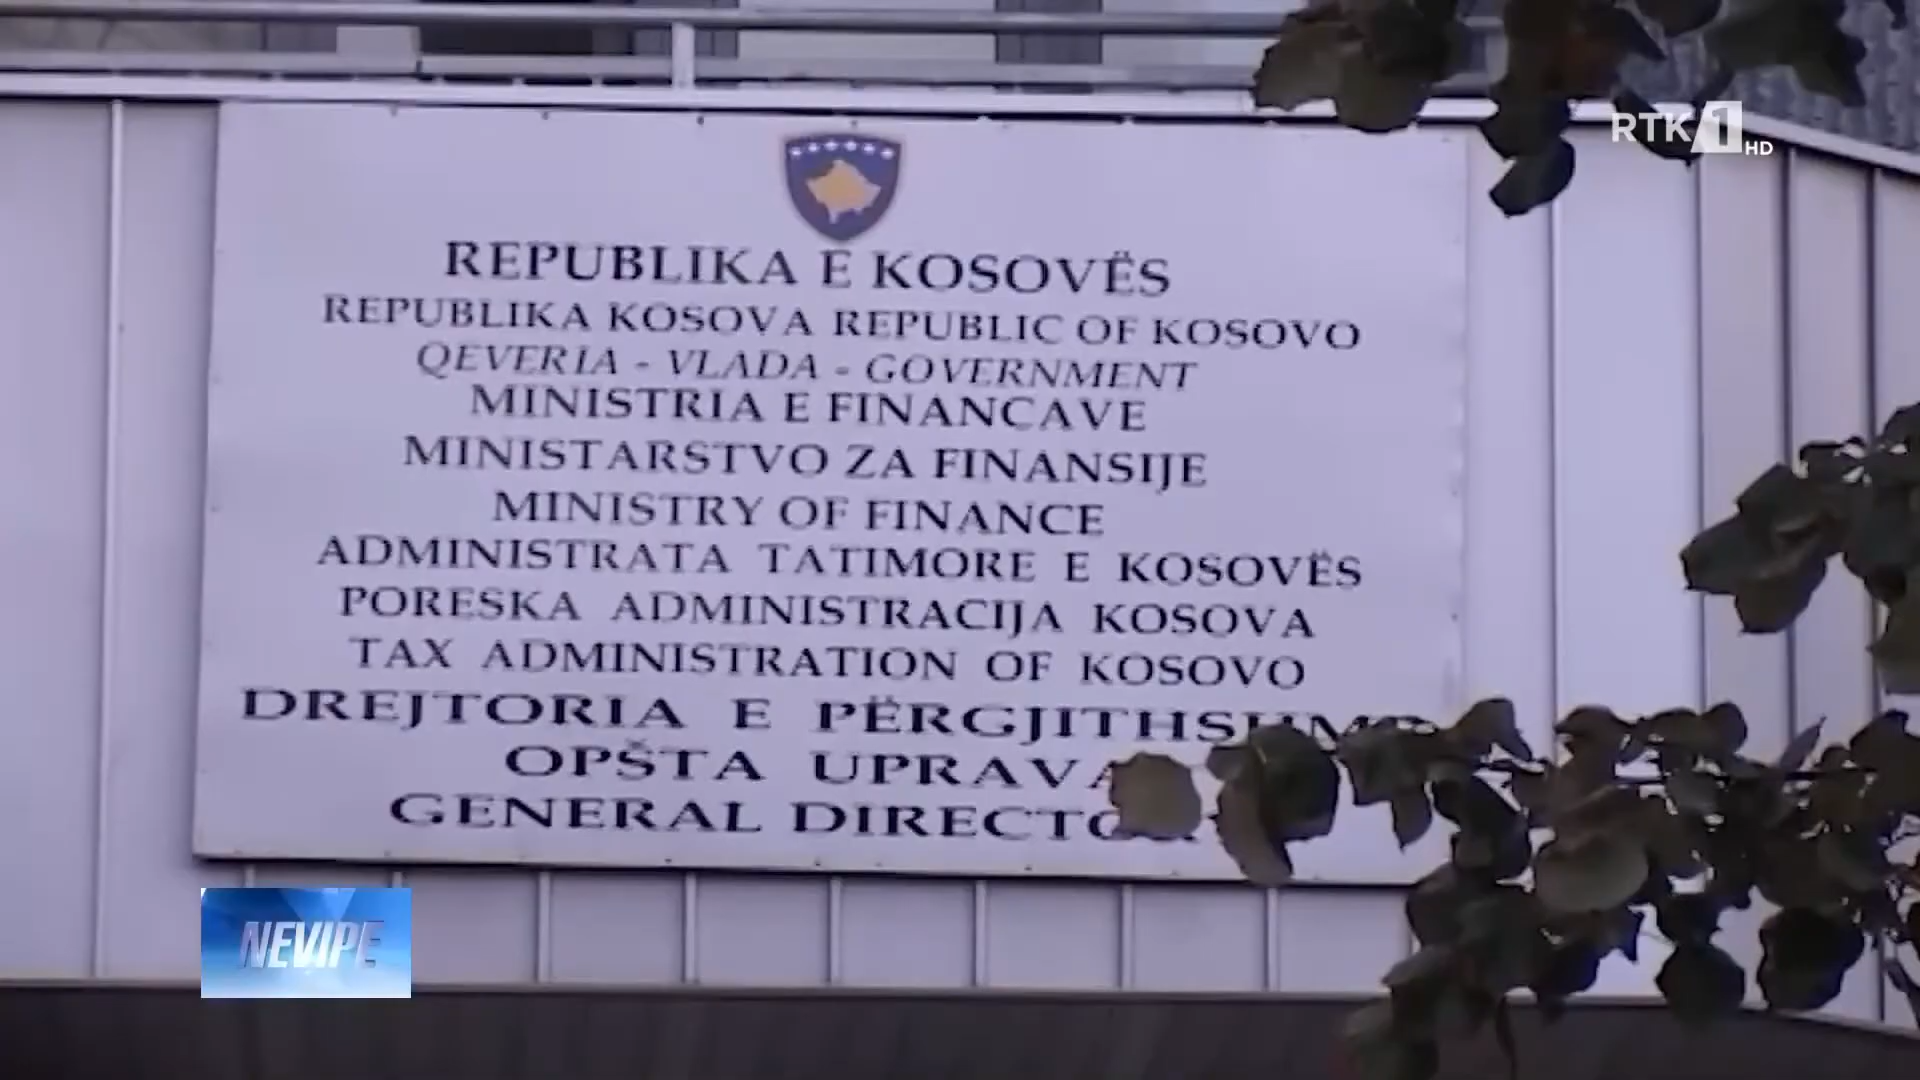 RTK 1 HD
REPUBLIKA E KOSOVËS
REPUBLIKA KOSOVA REPUBLIC OF KOSOVO
QEVERIA - VLADA - GOVERNMENT
MINISTRIA E FINANCAVE
MINISTARSTVO ZA FINANSIJE
MINISTRY OF FINANCE
ADMINISTRATA TATIMORE E KOSOVËS
PORESKA ADMINISTRACIJA KOSOVA
TAX ADMINISTRATION OF KOSOVO
DREJTORIA E
OPŠTA UPRAVA
GENERAL
NEVIPE